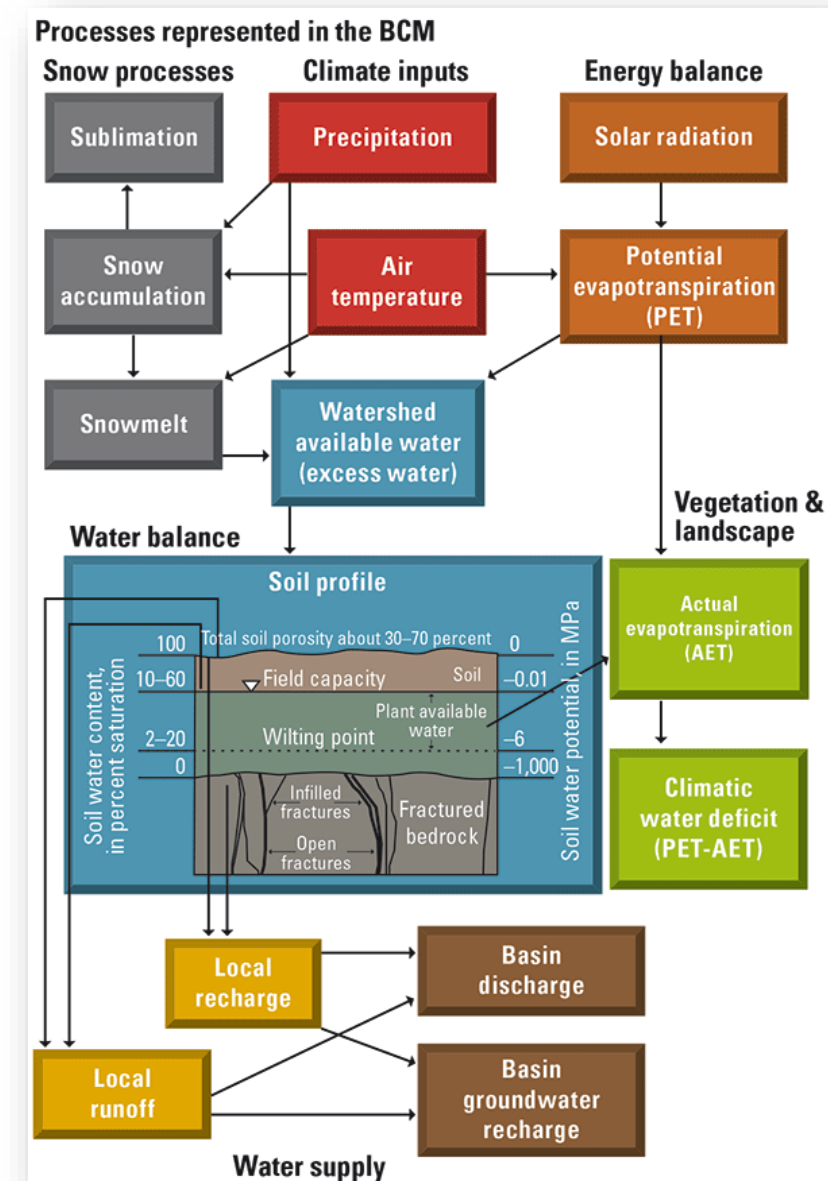 Processes represented in the BCM
Snow processes
Climate inputs
Energy balance
Sublimation
Precipitation
Solar radiation
Snow
accumulation
Air
temperature
Potential
evapotranspiration
(PET)
Snowmelt
Watershed
available water
(excess water)
Vegetation &
landscape
Water balance
Soil profile
Actual
evapotranspiration
(AET)
Soil water content,
in percent saturation
100
10–60
2–20
0
Total soil porosity about 30–70 percent
Field capacity
Soil
Plant available
water
Wilting point
Infilled
fractures
Open
fractures
Fractured
bedrock
0
–0.01
–6
–1,000
Soil water potential, in MPa
Climatic
water deficit
(PET-AET)
Local
recharge
Basin
discharge
Local
runoff
Basin
groundwater
recharge
Water supply